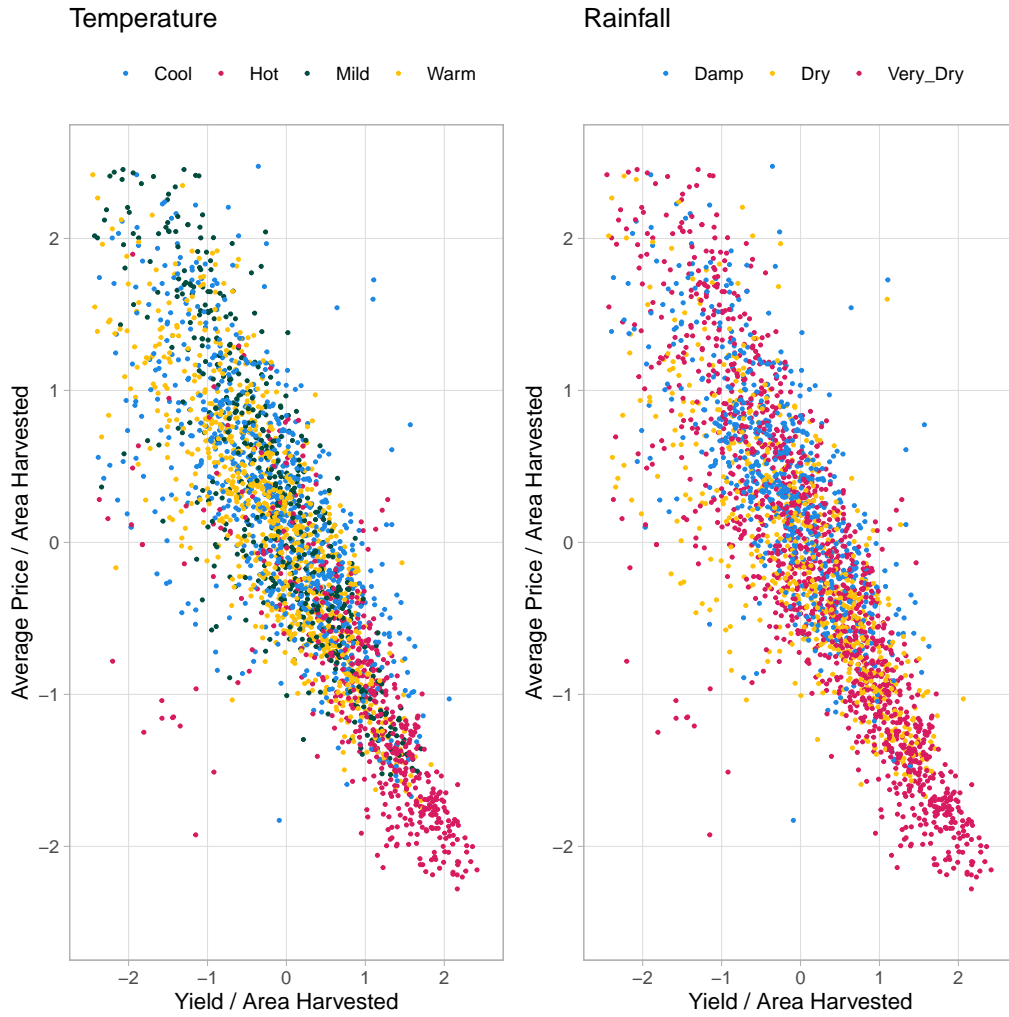 Temperature
Cool Hot Mild Warm
Average Price / Area Harvested
2
1
0
−1
−2
−2 −1 0 1 2
Yield / Area Harvested
Rainfall
Damp Dry Very_Dry
Average Price / Area Harvested
2
1
0
−1
−2
−2 −1 0 1 2
Yield / Area Harvested